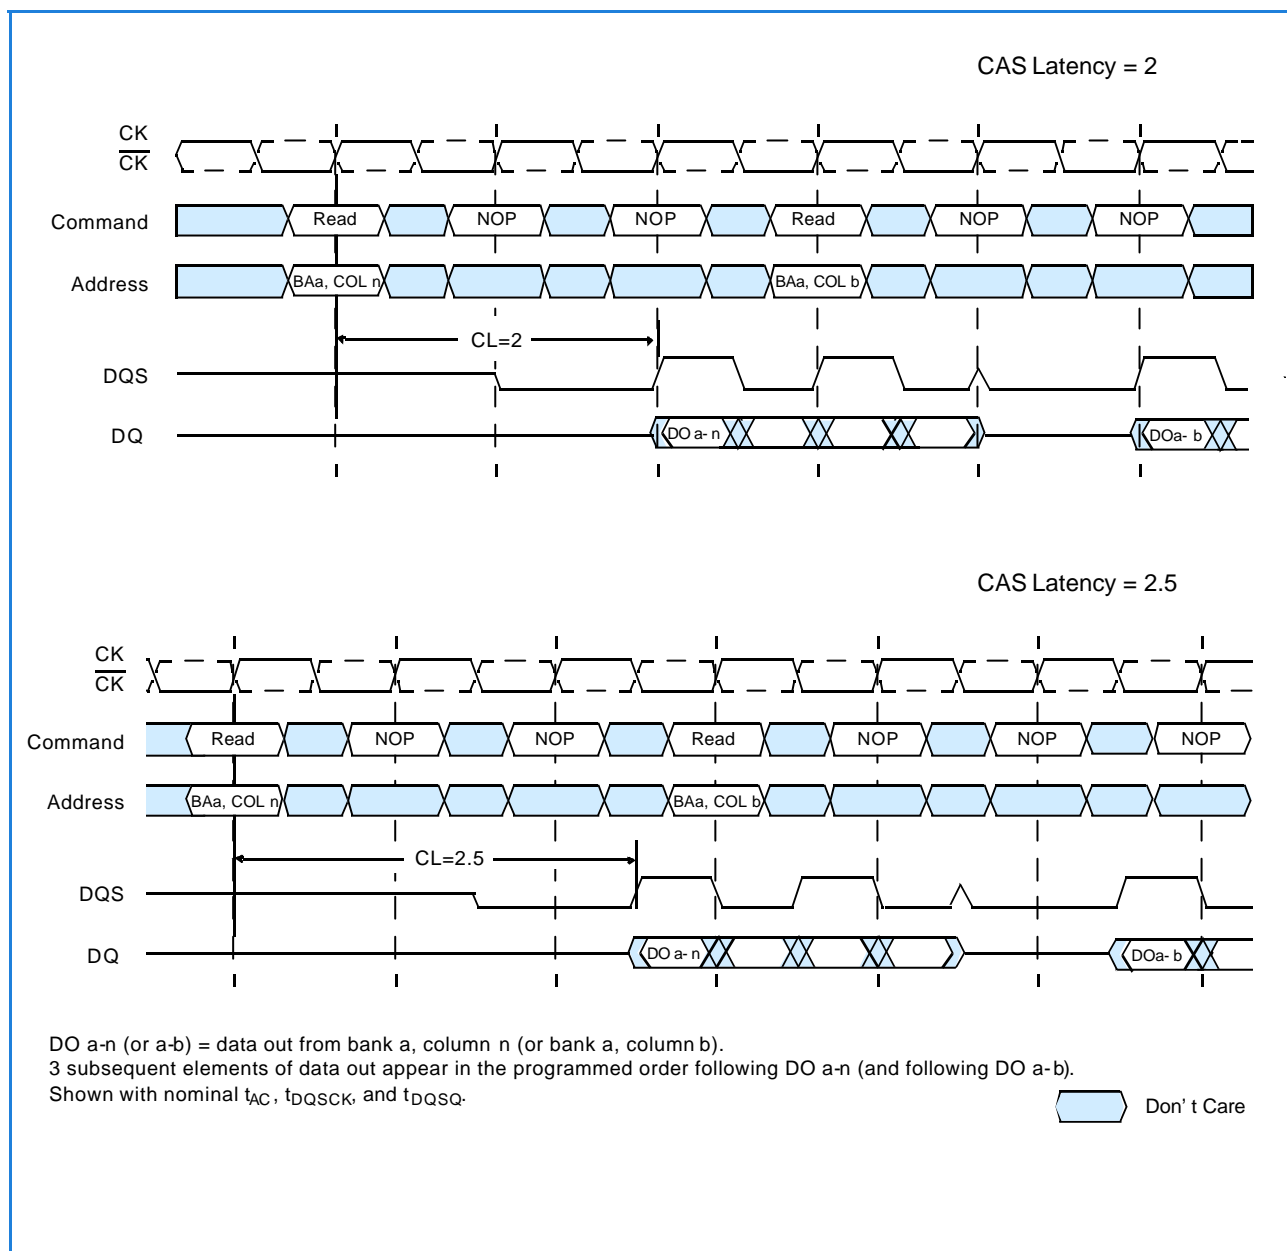 CAS Latency = 2
CK
CK
Command
Read
NOP
NOP
Read
NOP
NOP
Address
BAa, COL n
BAa, COL b
CL=2
DQS
DQ
DO a- n
DOa- b
CAS Latency = 2.5
CK
CK
Command
Read
NOP
NOP
Read
NOP
NOP
NOP
Address
BAa, COL n
BAa, COL b
CL=2.5
DQS
DQ
DO a- n
DOa- b
DO a-n (or a-b) = data out from bank a, column n (or bank a, column b).
3 subsequent elements of data out appear in the programmed order following DO a-n (and following DO a-b).
Shown with nominal tAC, tDQSCK, and tDQSQ.
Don' t Care